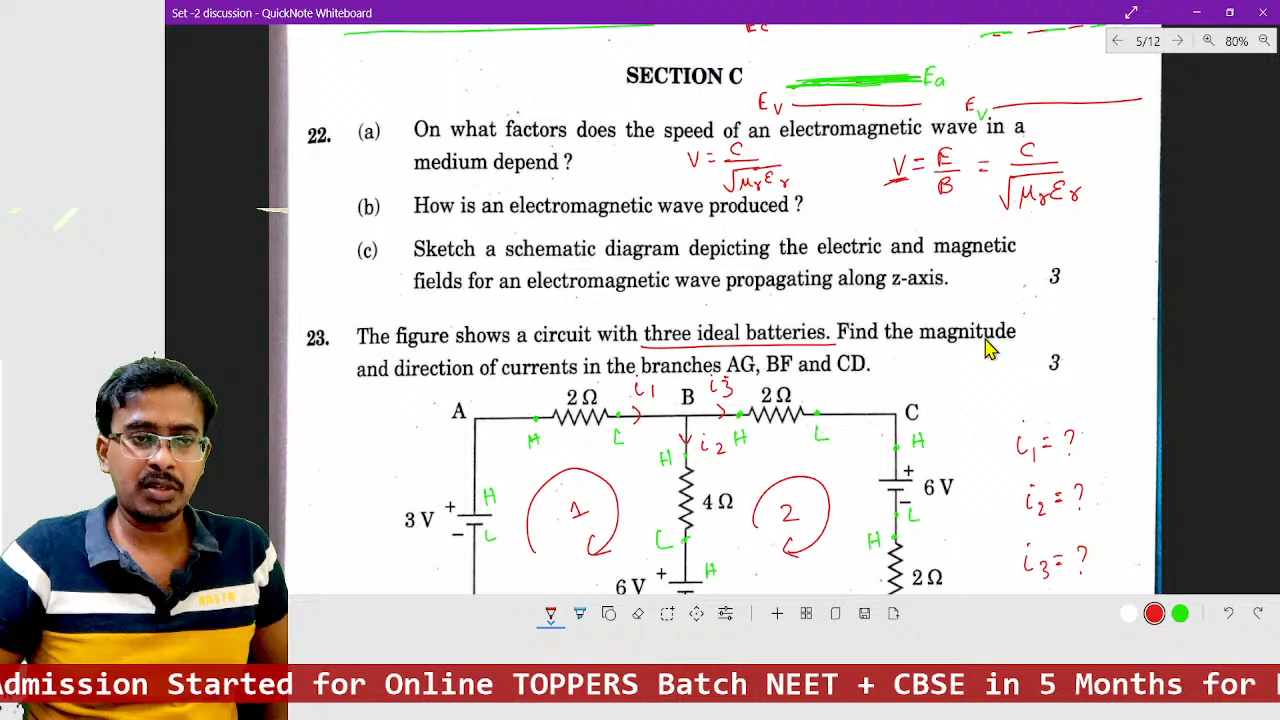 Set -2 discussion - QuickNote Whiteboard
5/12
80%
SECTION C
Ea
Ev
Ev
22. (a) On what factors does the speed of an electromagnetic wave in a
medium depend ?
V = C / √μrεr
V = E / B = C / √μrεr
(b) How is an electromagnetic wave produced ?
(c) Sketch a schematic diagram depicting the electric and magnetic
fields for an electromagnetic wave propagating along z-axis. 3
23. The figure shows a circuit with three ideal batteries. Find the magnitude
and direction of currents in the branches AG, BF and CD. 3
A 2 Ω i1 B i3 2 Ω C
H L H L
i2
H H
i1 = ?
+ H 3 V L −
1
4 Ω
2
+ 6 V − L
i2 = ?
L H
H
6 V +
2 Ω
i3 = ?
Admission Started for Online TOPPERS Batch NEET + CBSE in 5 Months for